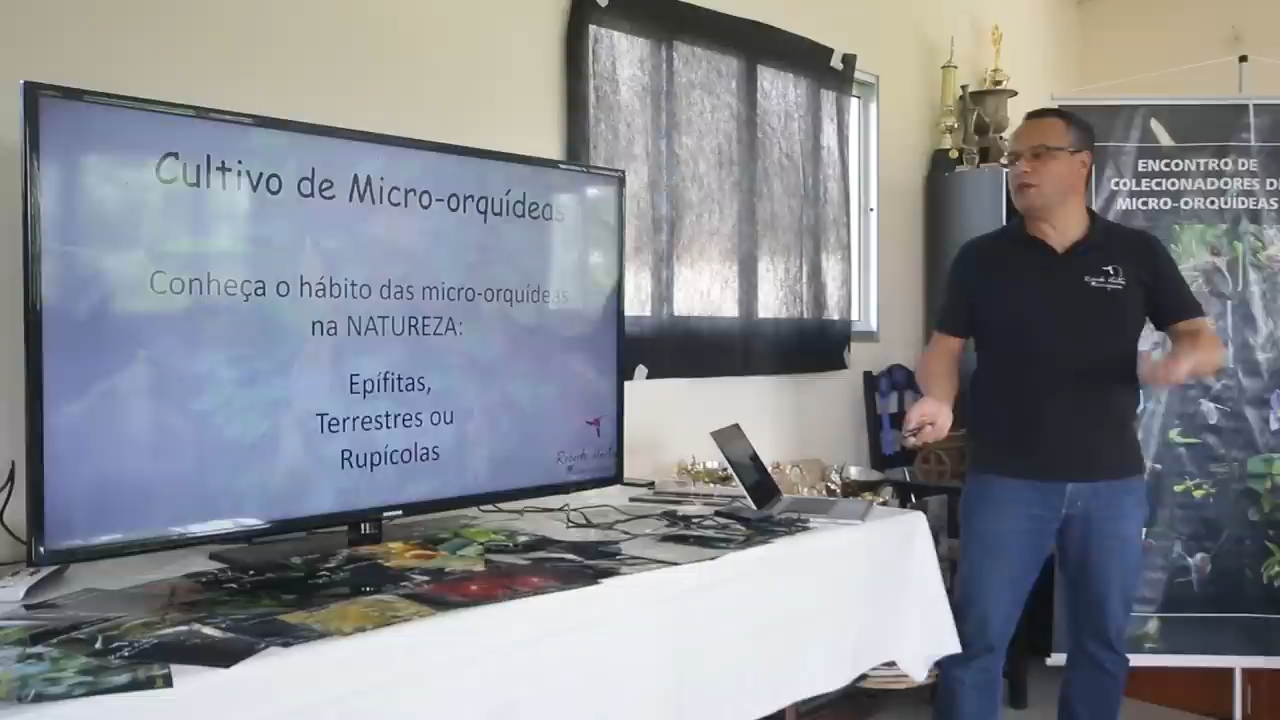 Cultivo de Micro-orquídeas
Conheça o hábito das micro-orquídeas
na NATUREZA:
Epífitas,
Terrestres ou
Rupícolas
SAMSUNG
ENCONTRO DE
COLECIONADORES
MICRO-ORQUÍDEAS